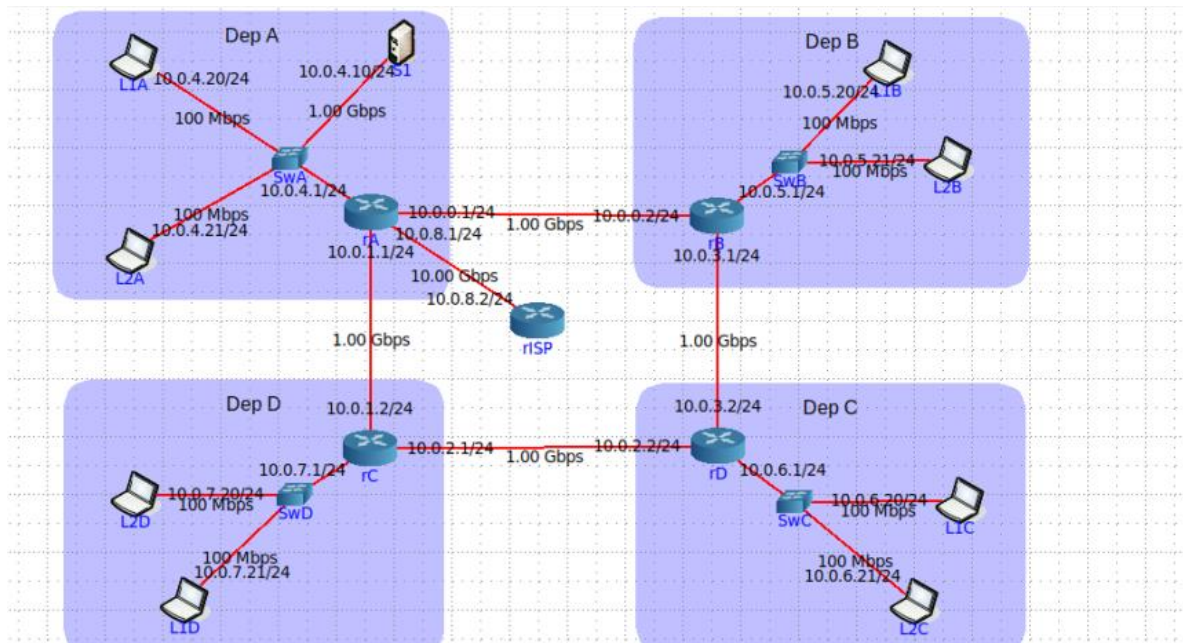 Dep A
10.0.4.20/24
L1A
10.0.4.10/24
S1
100 Mbps
1.00 Gbps
SwA
10.0.4.1/24
100 Mbps
10.0.4.21/24
L2A
rA
10.0.0.1/24
10.0.8.1/24
10.0.1.1/24
1.00 Gbps
10.00 Gbps
10.0.8.2/24
rISP
Dep B
10.0.5.20/24
L1B
100 Mbps
SwB
10.0.5.21/24
100 Mbps
L2B
10.0.5.1/24
10.0.0.2/24
rB
10.0.3.1/24
1.00 Gbps
1.00 Gbps
Dep D
10.0.1.2/24
10.0.2.1/24
rC
10.0.7.1/24
10.0.7.20/24
100 Mbps
L2D
SwD
100 Mbps
10.0.7.21/24
L1D
1.00 Gbps
Dep C
10.0.3.2/24
10.0.2.2/24
rD
10.0.6.1/24
SwC
10.0.6.20/24
100 Mbps
L1C
100 Mbps
10.0.6.21/24
L2C